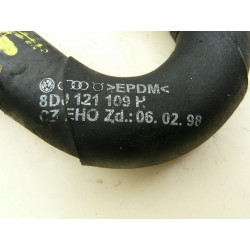 >EPDM<
8D0 121 109 H
CZ EHO Zd.: 06. 02. 98